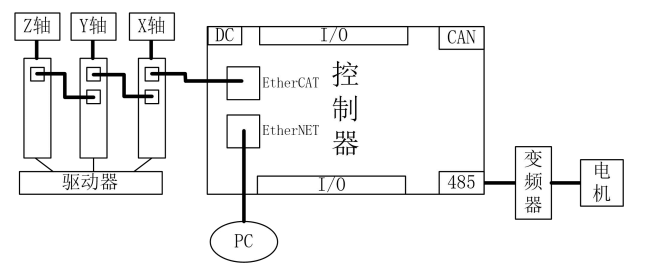 Z轴
Y轴
X轴
DC
I/O
CAN
EtherCAT
控制器
EtherNET
驱动器
I/O
485
变频器
电机
PC